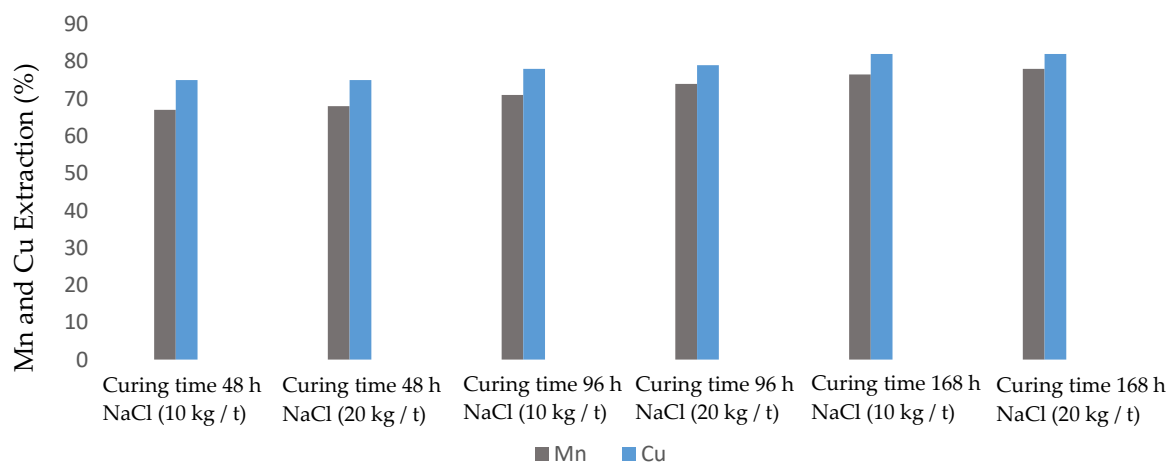 Mn and Cu Extraction (%)
90
80
70
60
50
40
30
20
10
0
Curing time 48 h
NaCl (10 kg / t)
Curing time 48 h
NaCl (20 kg / t)
Curing time 96 h
NaCl (10 kg / t)
Curing time 96 h
NaCl (20 kg / t)
Curing time 168 h
NaCl (10 kg / t)
Curing time 168 h
NaCl (20 kg / t)
Mn
Cu